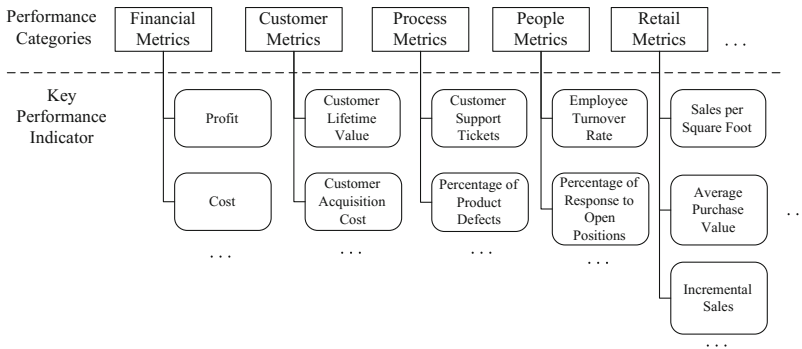 Performance
Categories
Financial
Metrics
Customer
Metrics
Process
Metrics
People
Metrics
Retail
Metrics
. . .
Key
Performance
Indicator
Profit
Cost
. . .
Customer
Lifetime
Value
Customer
Acquisition
Cost
. . .
Customer
Support
Tickets
Percentage of
Product
Defects
. . .
Employee
Turnover
Rate
Percentage of
Response to
Open
Positions
. . .
Sales per
Square Foot
Average
Purchase
Value
Incremental
Sales
. . .
. .